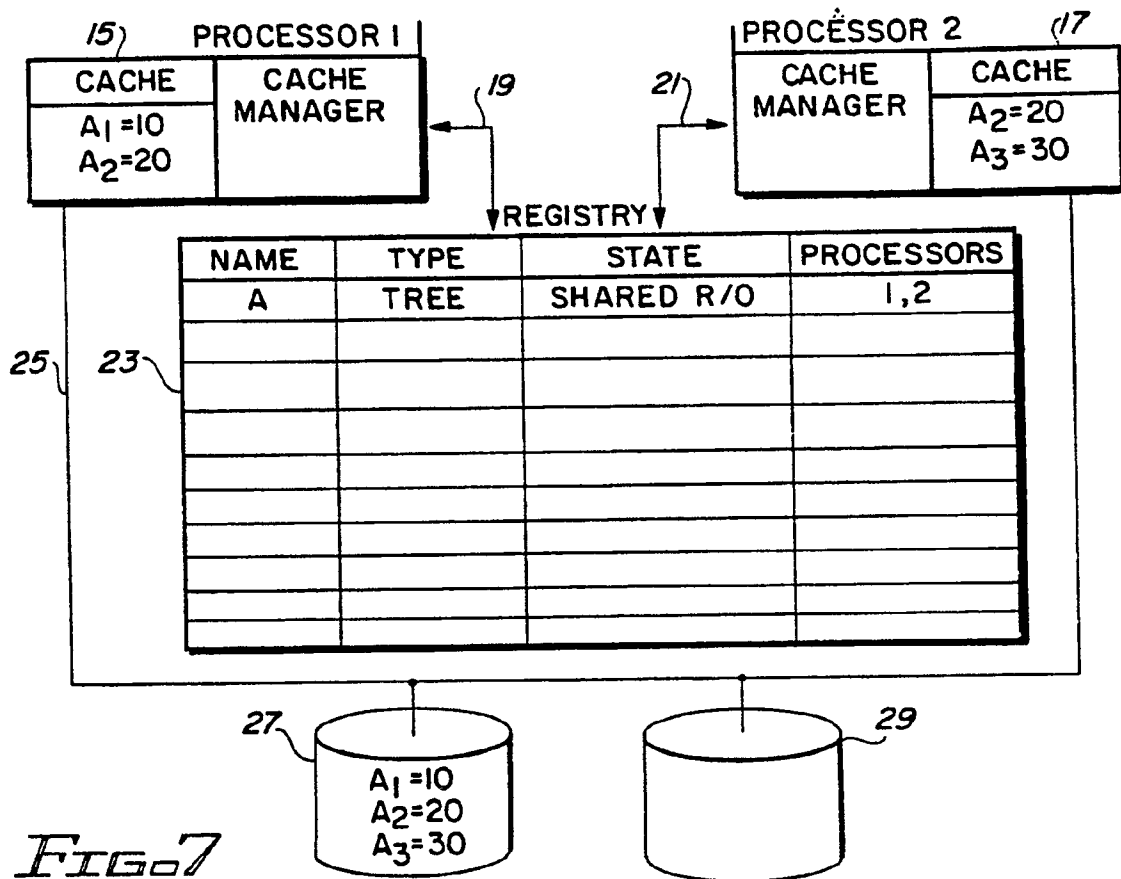 15 PROCESSOR 1
CACHE
CACHE MANAGER
A1=10
A2=20
19
PROCESSOR 2 17
CACHE MANAGER
CACHE
A2=20
A3=30
21
REGISTRY
NAME TYPE STATE PROCESSORS
A TREE SHARED R/O 1,2
25
23
27
A1=10
A2=20
A3=30
29
FIG. 7